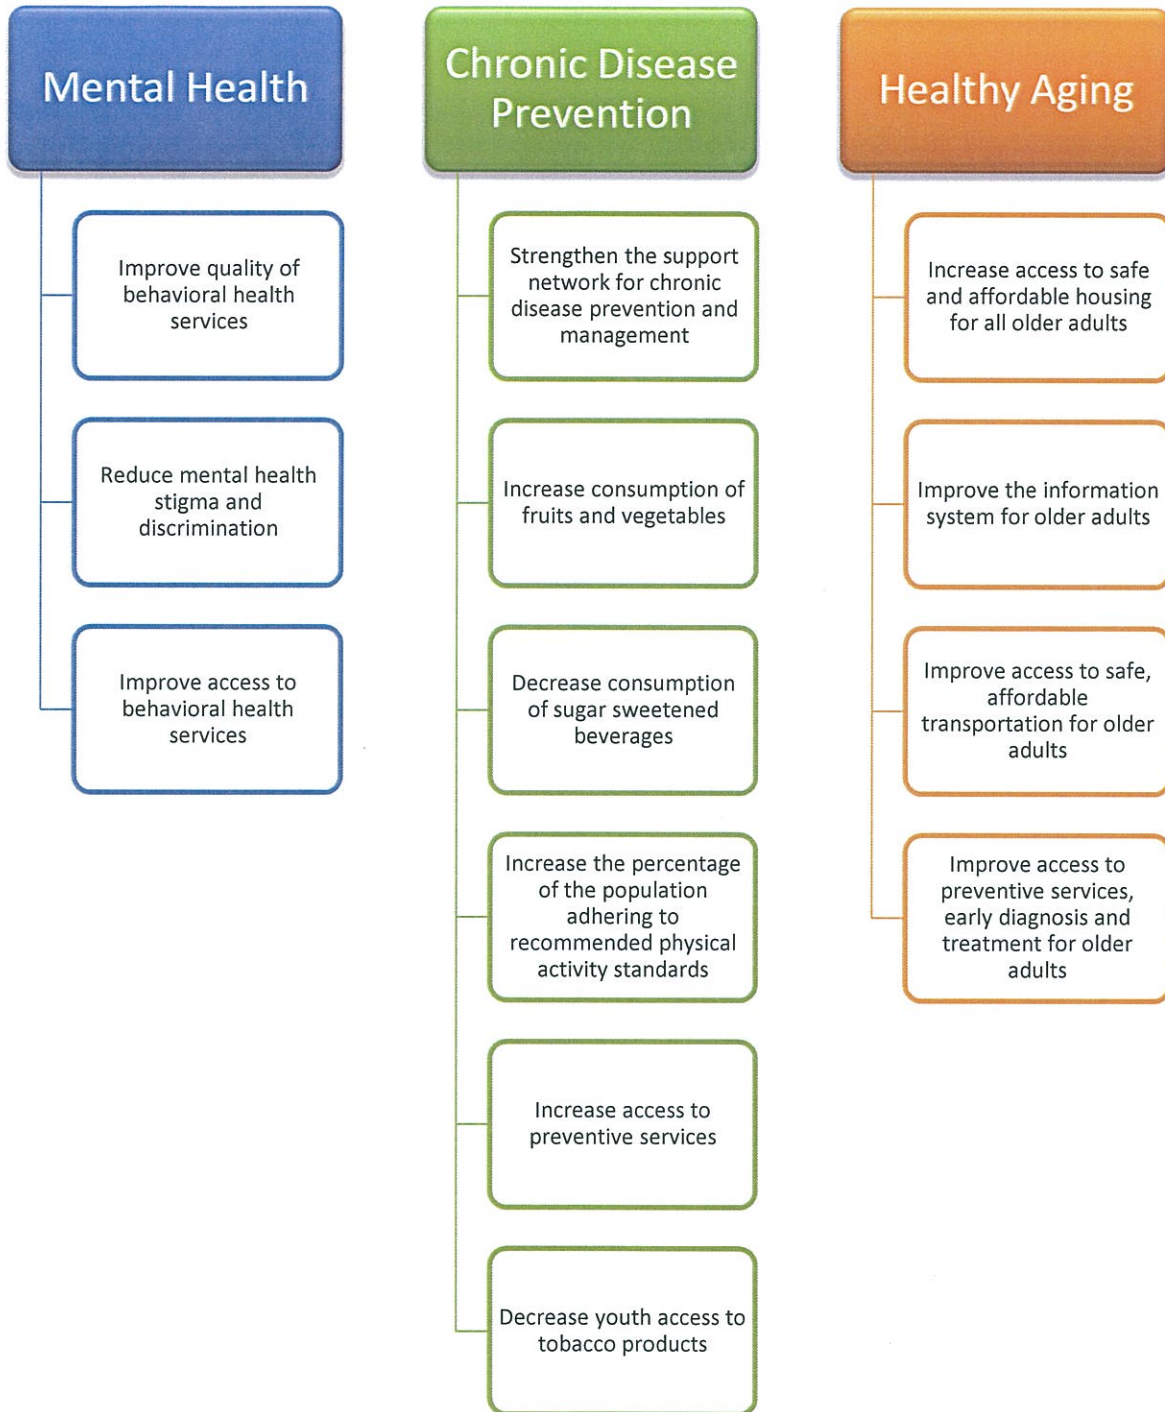 Mental Health
Improve quality of
behavioral health
services
Reduce mental health
stigma and
discrimination
Improve access to
behavioral health
services
Chronic Disease
Prevention
Strengthen the support
network for chronic
disease prevention and
management
Increase consumption of
fruits and vegetables
Decrease consumption
of sugar sweetened
beverages
Increase the percentage
of the population
adhering to
recommended physical
activity standards
Increase access to
preventive services
Decrease youth access to
tobacco products
Healthy Aging
Increase access to safe
and affordable housing
for all older adults
Improve the information
system for older adults
Improve access to safe,
affordable
transportation for older
adults
Improve access to
preventive services,
early diagnosis and
treatment for older
adults